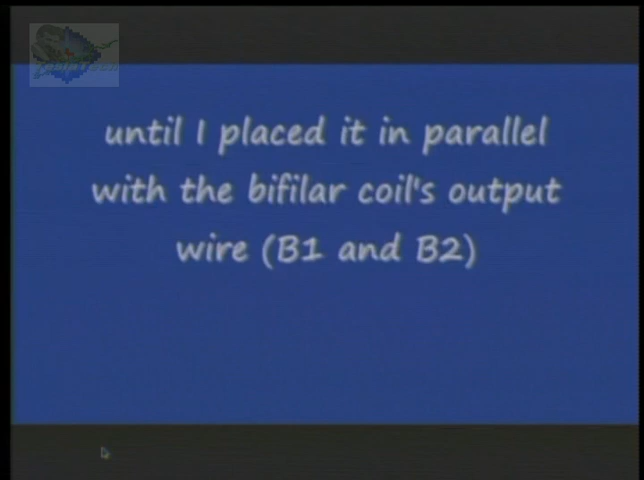 until I placed it in parallel
with the bifilar coil's output
wire (B1 and B2)